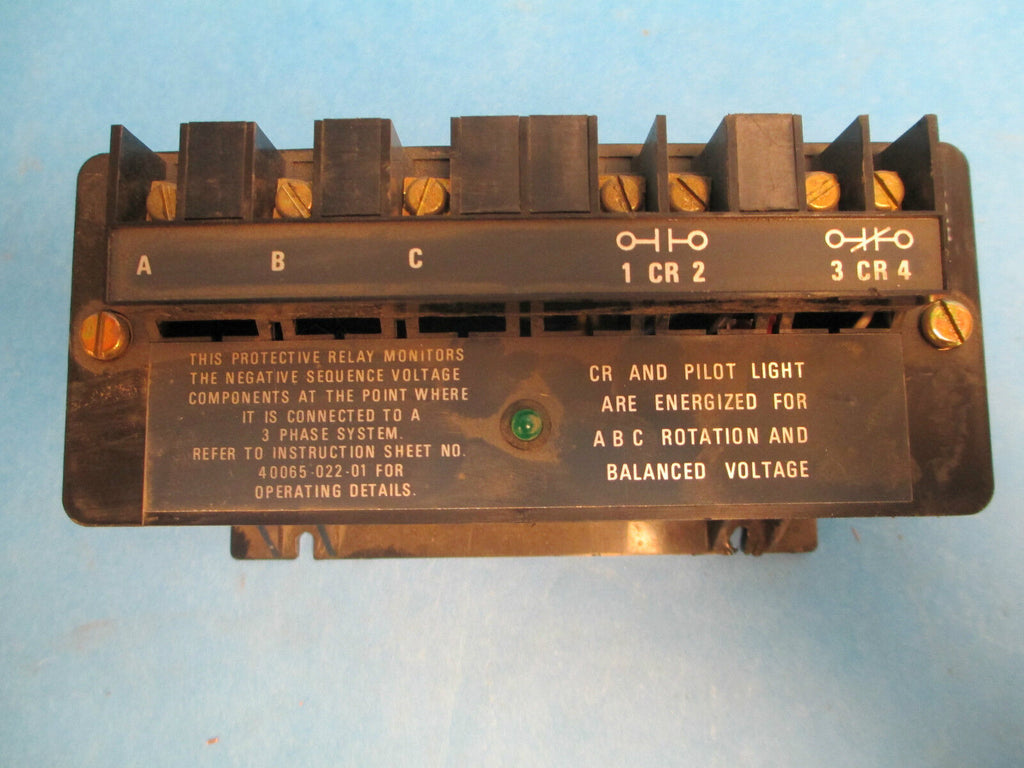 A B C 1 CR 2 3 CR 4
THIS PROTECTIVE RELAY MONITORS
THE NEGATIVE SEQUENCE VOLTAGE
COMPONENTS AT THE POINT WHERE
IT IS CONNECTED TO A
3 PHASE SYSTEM.
REFER TO INSTRUCTION SHEET NO.
40065-022-01 FOR
OPERATING DETAILS.
CR AND PILOT LIGHT
ARE ENERGIZED FOR
A B C ROTATION AND
BALANCED VOLTAGE